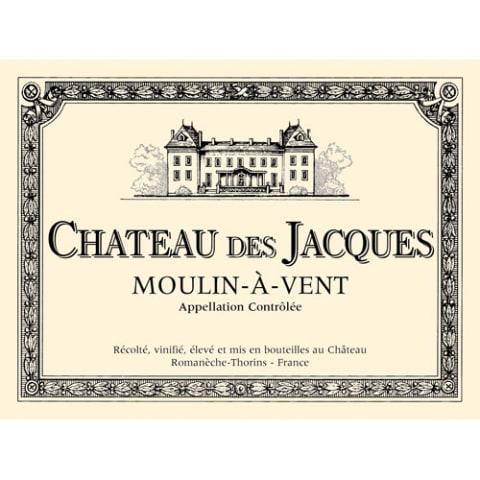 CHATEAU DES JACQUES
MOULIN-À-VENT
Appellation Contrôlée
Récolté, vinifié, élevé et mis en bouteilles au Château
Romanèche-Thorins - France